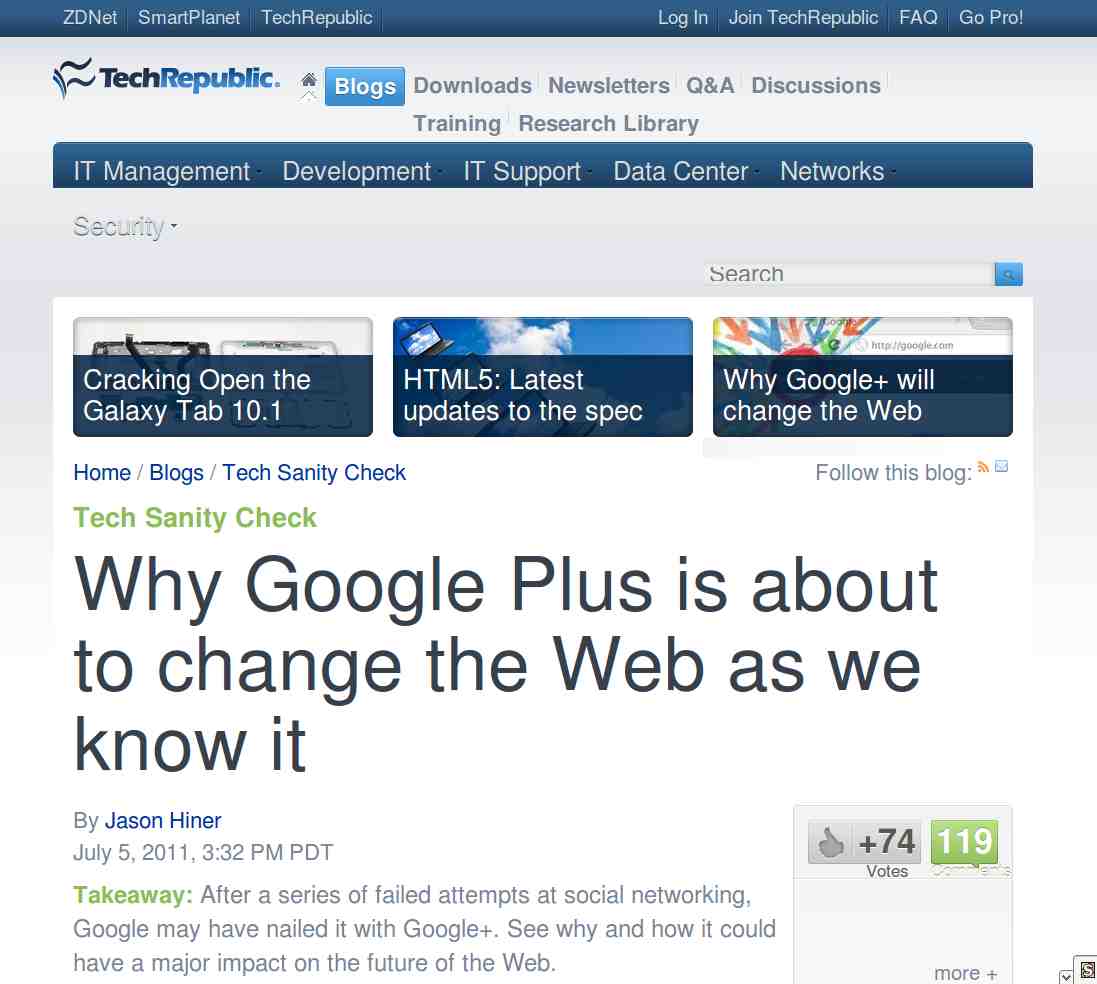 ZDNet SmartPlanet TechRepublic Log In Join TechRepublic FAQ Go Pro!
TechRepublic. Blogs Downloads Newsletters Q&A Discussions
Training Research Library
IT Management Development IT Support Data Center Networks
Security
Search
Cracking Open the
Galaxy Tab 10.1
HTML5: Latest
updates to the spec
Google
http://google.com
Why Google+ will
change the Web
Home / Blogs / Tech Sanity Check Follow this blog:
Tech Sanity Check
Why Google Plus is about
to change the Web as we
know it
By Jason Hiner
July 5, 2011, 3:32 PM PDT
+74 119
Votes Comments
Takeaway: After a series of failed attempts at social networking,
Google may have nailed it with Google+. See why and how it could
have a major impact on the future of the Web.
more +
S